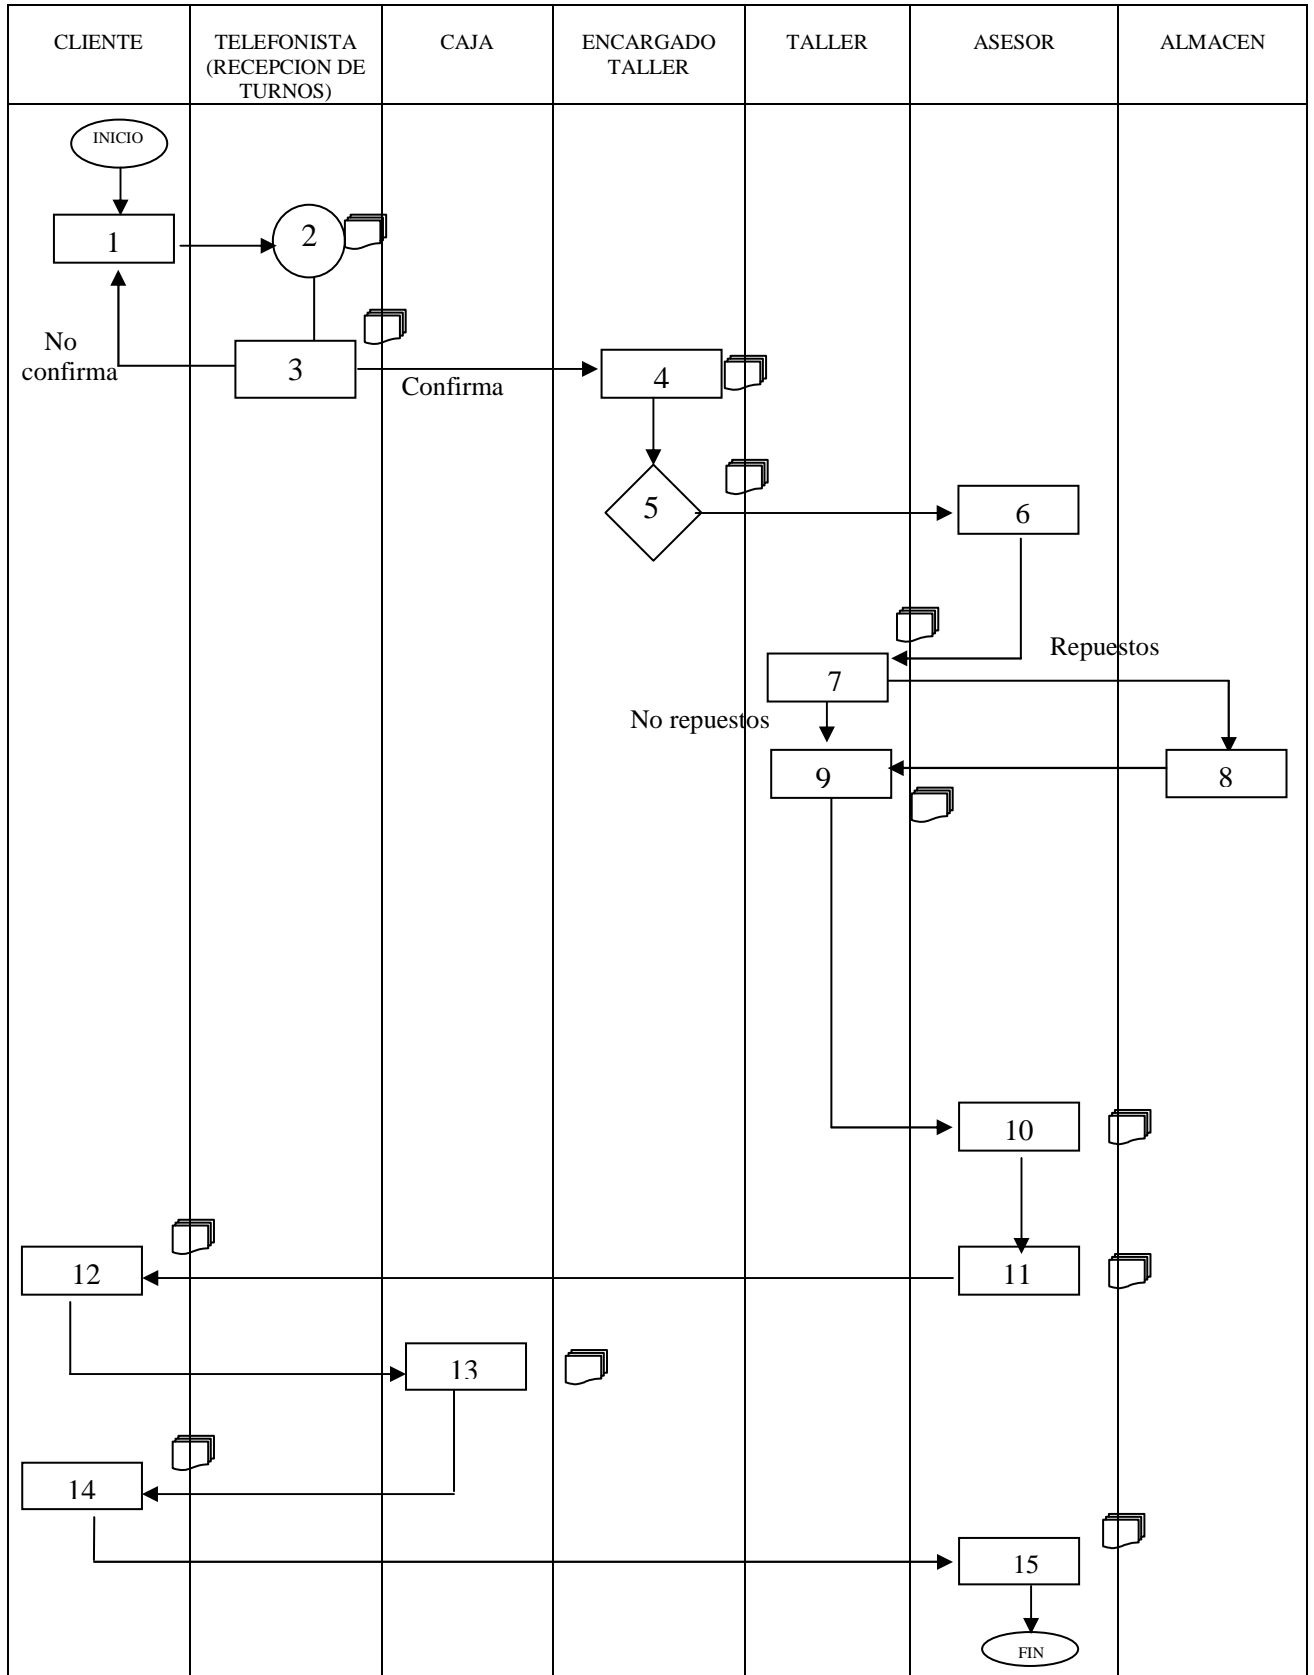 CLIENTE
TELEFONISTA
(RECEPCION DE
TURNOS)
CAJA
ENCARGADO
TALLER
TALLER
ASESOR
ALMACEN
INICIO
1
2
No
confirma
3
Confirma
4
5
6
Repuestos
7
No repuestos
9
8
10
12
11
13
14
15
FIN